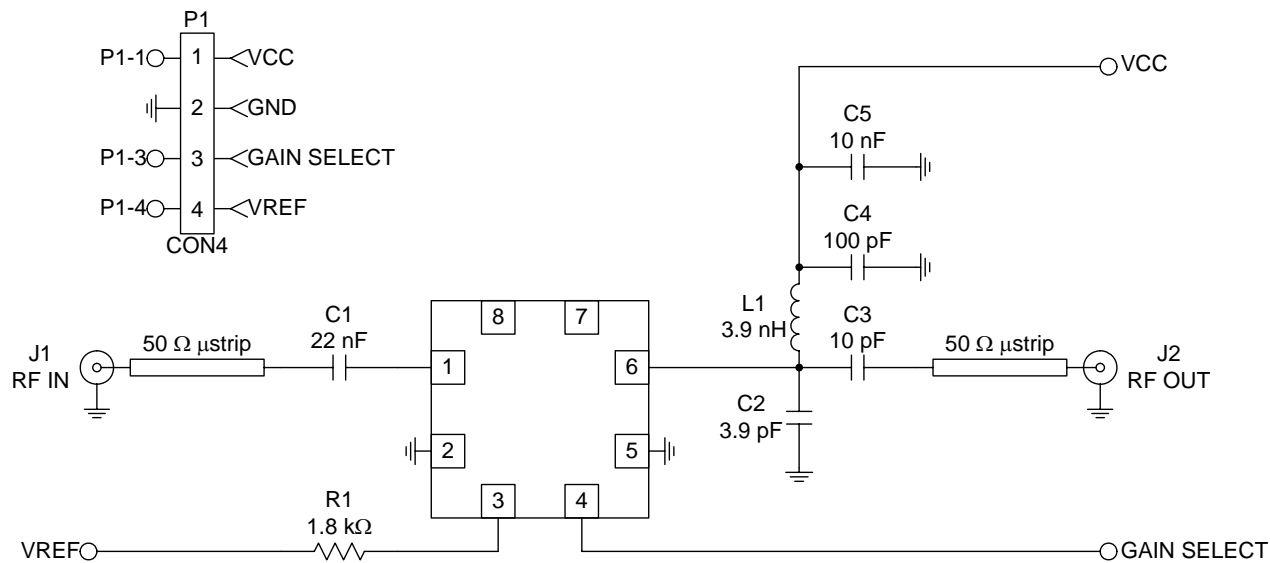 P1
P1-1
1
VCC
2
GND
P1-3
3
GAIN SELECT
P1-4
4
VREF
CON4
VCC
C5
10 nF
C4
100 pF
L1
3.9 nH
C3
10 pF
C1
22 nF
8
7
J1
RF IN
50 Ω μstrip
1
6
50 Ω μstrip
J2
RF OUT
C2
3.9 pF
2
5
3
4
R1
1.8 kΩ
VREF
GAIN SELECT